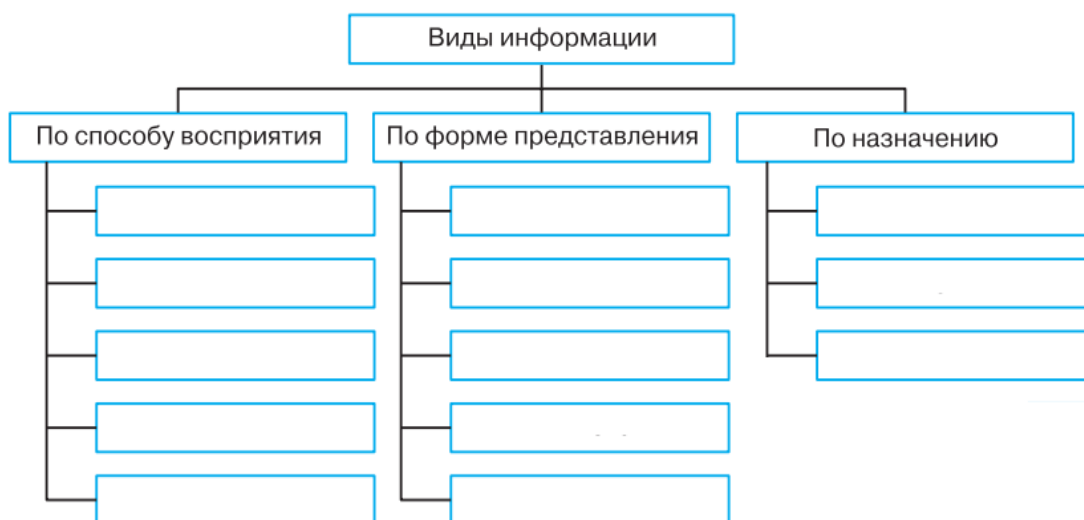 Виды информации
По способу восприятия
По форме представления
По назначению